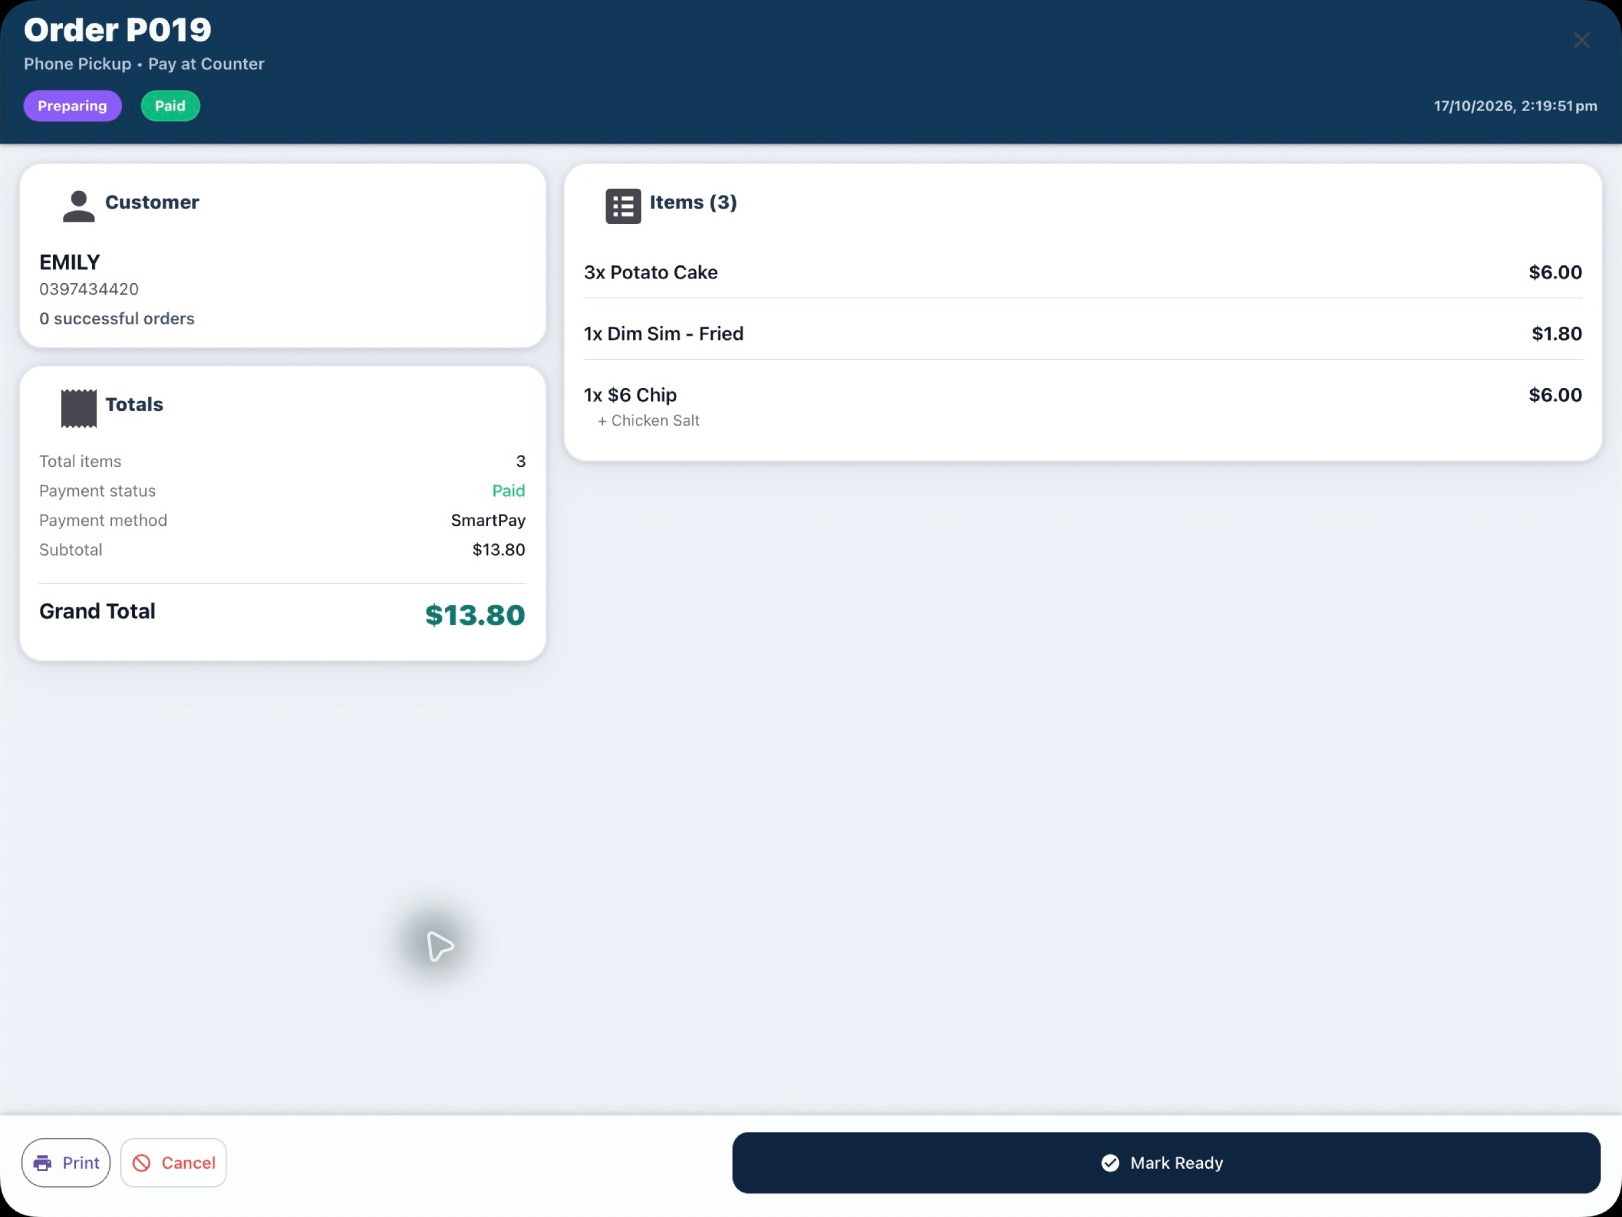 Order P019
Phone Pickup • Pay at Counter
Preparing
Paid
17/10/2026, 2:19:51 pm
Customer
EMILY
0397434420
0 successful orders
Totals
Total items 3
Payment status Paid
Payment method SmartPay
Subtotal $13.80
Grand Total $13.80
Items (3)
3x Potato Cake $6.00
1x Dim Sim - Fried $1.80
1x $6 Chip $6.00
+ Chicken Salt
Print
Cancel
Mark Ready